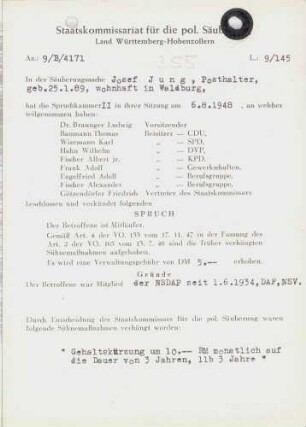 Staatskommissariat für die pol. Säu
Land Württemberg-Hohenzollern
Az.: 9/B/4171 L.: 9/145
In der Säuberungssache Josef Jung, Posthalter,
geb.25.1.89, wohnhaft in Waldburg,
hat die Spruchkammer II in ihrer Sitzung am 6.8.1948, an welcher
teilgenommen haben:
Dr. Braunger Ludwig Vorsitzender
Baumann Thomas Beisitzer — CDU,
Wiermann Karl — SPD,
Hahn Wilhelm — DVP,
Fischer Albert jr. — KPD,
Frank Adolf — Gewerkschaften,
Engelfried Adolf — Berufsgruppe,
Fischer Alexander — Berufsgruppe,
Götzendörfer Friedrich Vertreter des Staatskommissars
beschlossen und verkündet folgenden
SPRUCH
Der Betroffene ist Mitläufer.
Gemäß Art. 4 der VO. 133 vom 17. 11. 47 in der Fassung des
Art. 2 der VO. 165 vom 13. 7. 48 sind die früher verhängten
Sühnemaßnahmen aufgehoben.
Es wird eine Verwaltungsgebühr von DM 5.-- erhoben.
Gründe
Der Betroffene war Mitglied der NSDAP seit 1.6.1934, DAF, NSV.
Durch Entscheidung des Staatskommissars für die pol. Säuberung waren
folgende Sühnemaßnahmen verhängt worden:
" Gehaltskürzung um 10.-- RM monatlich auf
die Dauer von 3 Jahren, 11b 3 Jahre "